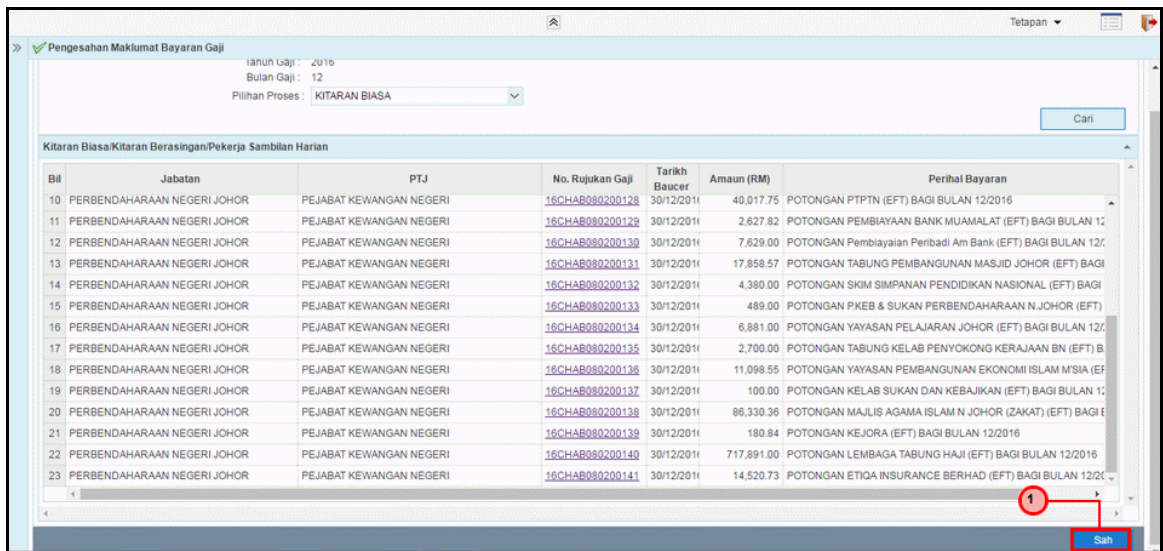 Tetapan
Pengesahan Maklumat Bayaran Gaji
Tahun Gaji : 2016
Bulan Gaji : 12
Pilihan Proses : KITARAN BIASA
Cari
Kitaran Biasa/Kitaran Berasingan/Pekerja Sambilan Harian
Bil Jabatan PTJ No. Rujukan Gaji Tarikh Baucer Amaun (RM) Perihal Bayaran
10 PERBENDAHARAAN NEGERI JOHOR PEJABAT KEWANGAN NEGERI 16CHAB080200128 30/12/201 40,017.75 POTONGAN PTPTN (EFT) BAGI BULAN 12/2016
11 PERBENDAHARAAN NEGERI JOHOR PEJABAT KEWANGAN NEGERI 16CHAB080200129 30/12/201 2,627.82 POTONGAN PEMBIAYAAN BANK MUAMALAT (EFT) BAGI BULAN 12
12 PERBENDAHARAAN NEGERI JOHOR PEJABAT KEWANGAN NEGERI 16CHAB080200130 30/12/201 7,629.00 POTONGAN Pembiayaian Peribadi Am Bank (EFT) BAGI BULAN 12/
13 PERBENDAHARAAN NEGERI JOHOR PEJABAT KEWANGAN NEGERI 16CHAB080200131 30/12/201 17,858.57 POTONGAN TABUNG PEMBANGUNAN MASJID JOHOR (EFT) BAGI
14 PERBENDAHARAAN NEGERI JOHOR PEJABAT KEWANGAN NEGERI 16CHAB080200132 30/12/201 4,380.00 POTONGAN SKIM SIMPANAN PENDIDIKAN NASIONAL (EFT) BAGI
15 PERBENDAHARAAN NEGERI JOHOR PEJABAT KEWANGAN NEGERI 16CHAB080200133 30/12/201 489.00 POTONGAN P.KEB & SUKAN PERBENDAHARAAN N.JOHOR (EFT)
16 PERBENDAHARAAN NEGERI JOHOR PEJABAT KEWANGAN NEGERI 16CHAB080200134 30/12/201 6,881.00 POTONGAN YAYASAN PELAJARAN JOHOR (EFT) BAGI BULAN 12/
17 PERBENDAHARAAN NEGERI JOHOR PEJABAT KEWANGAN NEGERI 16CHAB080200135 30/12/201 2,700.00 POTONGAN TABUNG KELAB PENYOKONG KERAJAAN BN (EFT) B
18 PERBENDAHARAAN NEGERI JOHOR PEJABAT KEWANGAN NEGERI 16CHAB080200136 30/12/201 11,098.55 POTONGAN YAYASAN PEMBANGUNAN EKONOMI ISLAM M'SIA (EF
19 PERBENDAHARAAN NEGERI JOHOR PEJABAT KEWANGAN NEGERI 16CHAB080200137 30/12/201 100.00 POTONGAN KELAB SUKAN DAN KEBAJIKAN (EFT) BAGI BULAN 12
20 PERBENDAHARAAN NEGERI JOHOR PEJABAT KEWANGAN NEGERI 16CHAB080200138 30/12/201 86,330.36 POTONGAN MAJLIS AGAMA ISLAM N JOHOR (ZAKAT) (EFT) BAGI
21 PERBENDAHARAAN NEGERI JOHOR PEJABAT KEWANGAN NEGERI 16CHAB080200139 30/12/201 180.84 POTONGAN KEJORA (EFT) BAGI BULAN 12/2016
22 PERBENDAHARAAN NEGERI JOHOR PEJABAT KEWANGAN NEGERI 16CHAB080200140 30/12/201 717,891.00 POTONGAN LEMBAGA TABUNG HAJI (EFT) BAGI BULAN 12/2016
23 PERBENDAHARAAN NEGERI JOHOR PEJABAT KEWANGAN NEGERI 16CHAB080200141 30/12/201 14,520.73 POTONGAN ETIQA INSURANCE BERHAD (EFT) BAGI BULAN 12/20
1
Sah